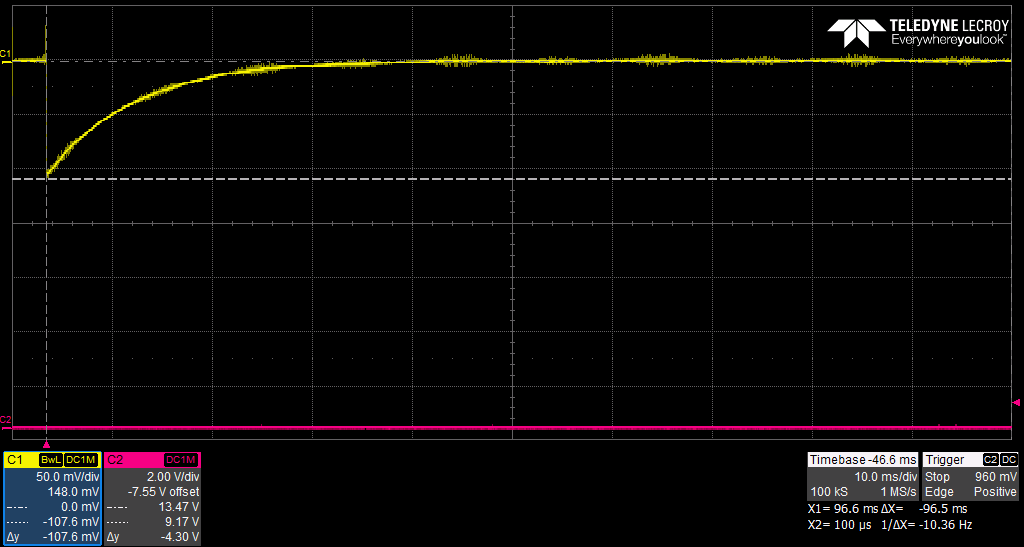 TELEDYNE LECROY
Everywhereyoulook™
C1
C2
C1 BwL DC1M
50.0 mV/div
148.0 mV
0.0 mV
-107.6 mV
Δy -107.6 mV
C2 DC1M
2.00 V/div
-7.55 V offset
13.47 V
9.17 V
-4.30 V
Timebase -46.6 ms
10.0 ms/div
100 kS 1 MS/s
Trigger C2 DC
Stop 960 mV
Edge Positive
X1= 96.6 ms ΔX= -96.5 ms
X2= 100 µs 1/ΔX= -10.36 Hz